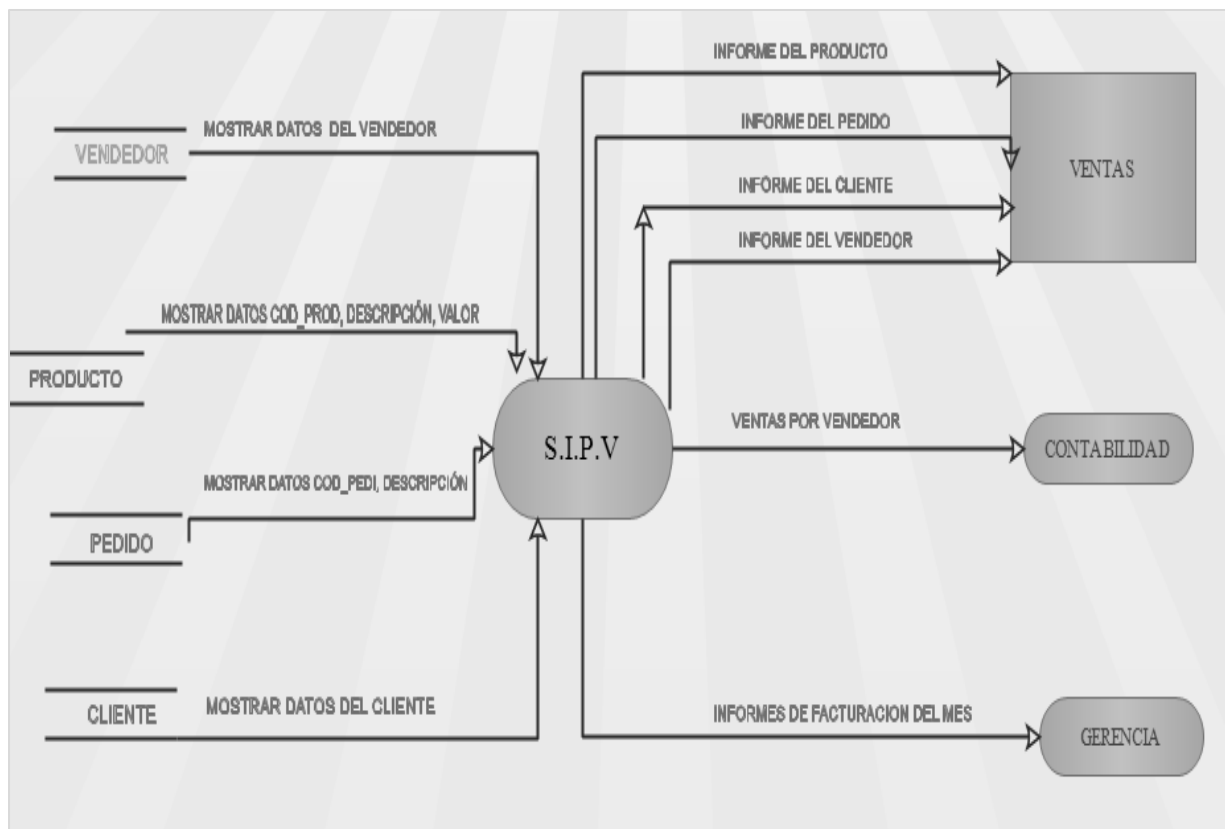 INFORME DEL PRODUCTO
MOSTRAR DATOS DEL VENDEDOR
VENDEDOR
INFORME DEL PEDIDO
VENTAS
INFORME DEL CLIENTE
INFORME DEL VENDEDOR
MOSTRAR DATOS COD_PROD, DESCRIPCIÓN, VALOR
PRODUCTO
S.I.P.V
VENTAS POR VENDEDOR
CONTABILIDAD
MOSTRAR DATOS COD_PEDI, DESCRIPCIÓN
PEDIDO
CLIENTE
MOSTRAR DATOS DEL CLIENTE
INFORMES DE FACTURACION DEL MES
GERENCIA